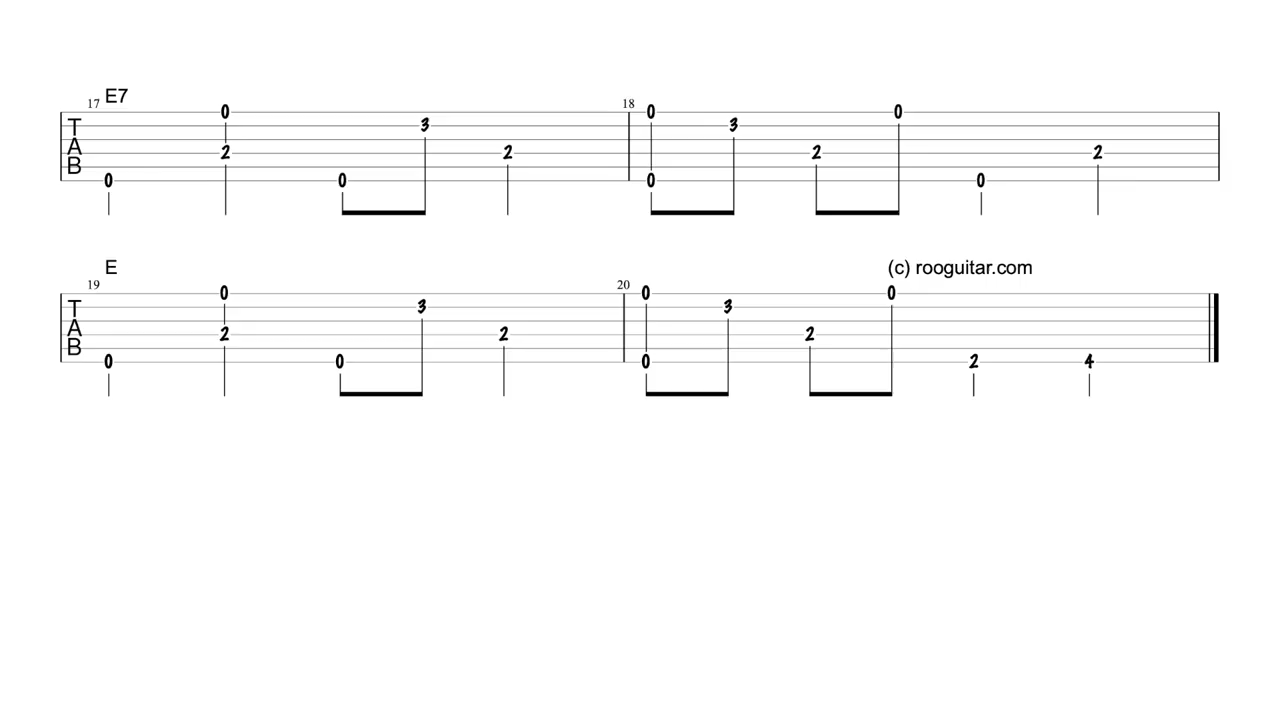 E7
17 18
0 0 0 3
T 3
A 2 2 2 2
B
0 0 0 0
E (c) rooguitar.com
19 20
0 0 0
T 3 3
A 2 2 2
B
0 0 0 2 4